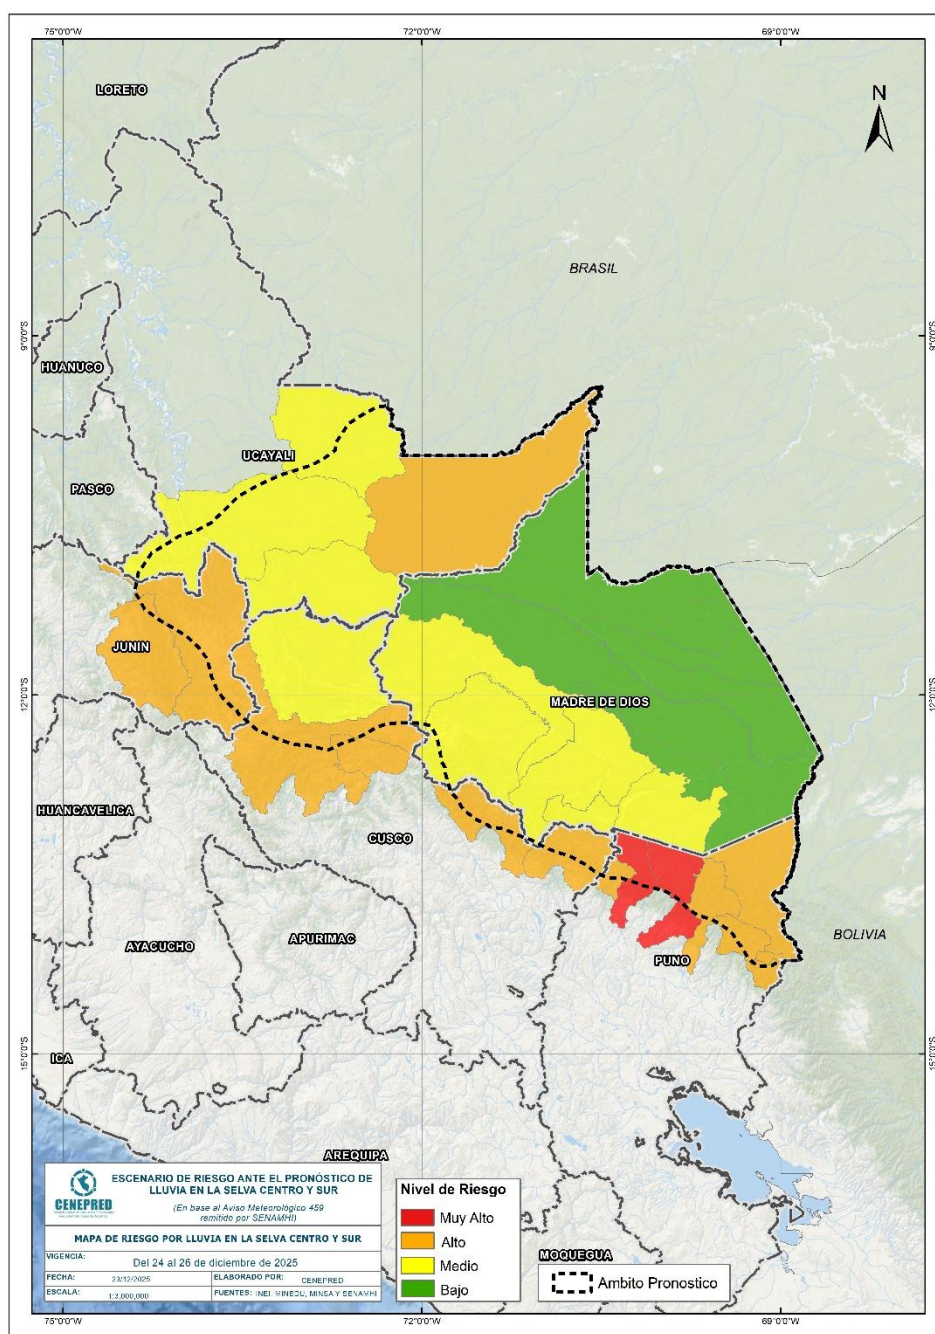 75°0'0"W
72°0'0"W
69°0'0"W
LORETO
N
BRASIL
9°0'0"S
9°0'0"S
HUANUCO
UCAYALI
PASCO
JUNIN
12°0'0"S
12°0'0"S
MADRE DE DIOS
HUANCAVELICA
CUSCO
AYACUCHO
APURIMAC
BOLIVIA
PUNO
ICA
15°0'0"S
15°0'0"S
AREQUIPA
CENEPRED
ESCENARIO DE RIESGO ANTE EL PRONÓSTICO DE
LLUVIA EN LA SELVA CENTRO Y SUR
(En base al Aviso Meteorológico 459
remitido por SENAMHI)
MAPA DE RIESGO POR LLUVIA EN LA SELVA CENTRO Y SUR
VIGENCIA:
Del 24 al 26 de diciembre de 2025
FECHA: 23/12/2025 ELABORADO POR: CENEPRED
ESCALA: 1:3,000,000 FUENTES: INEI, MINEDU, MINSA Y SENAMHI
Nivel de Riesgo
Muy Alto
Alto
Medio
Bajo
MOQUEGUA
Ambito Pronostico
75°0'0"W
72°0'0"W
69°0'0"W